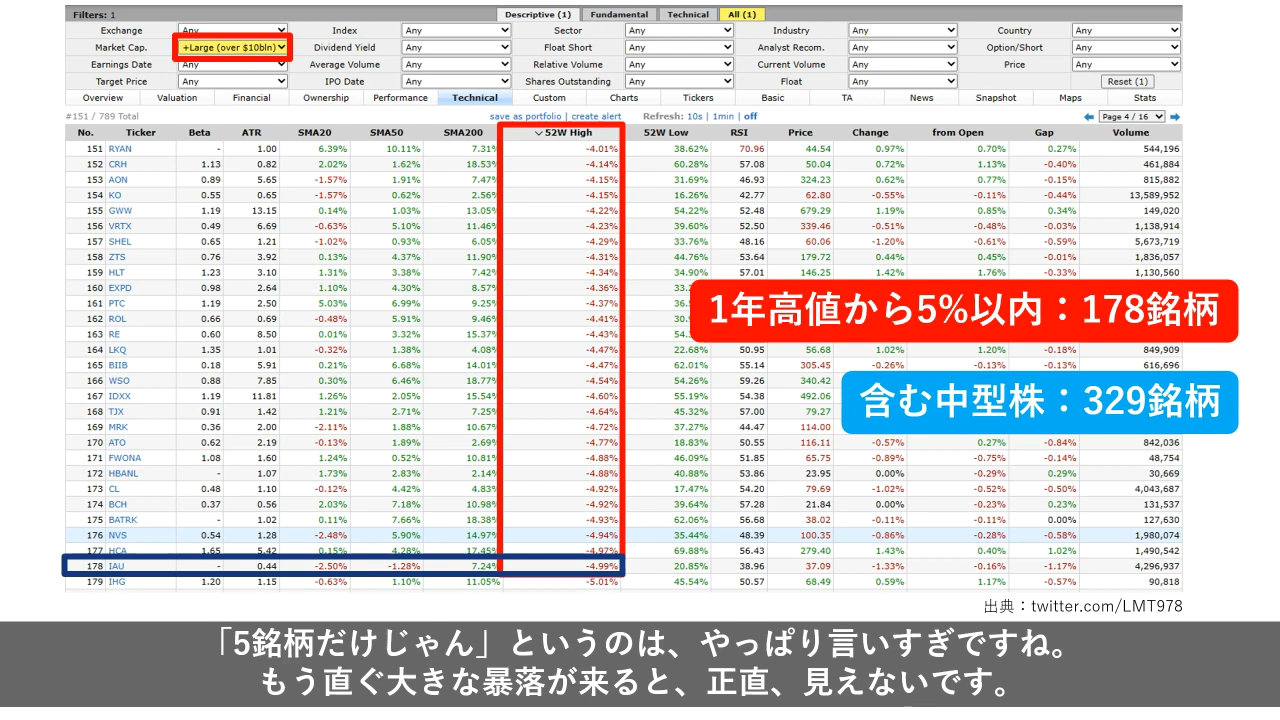 Filters: 1 Descriptive (1) Fundamental Technical All (1)
Exchange Any Index Any Sector Any Industry Any Country Any
Market Cap. +Large (over $10bln) Dividend Yield Any Float Short Any Analyst Recom. Any Option/Short Any
Earnings Date Any Average Volume Any Relative Volume Any Current Volume Any Price Any
Target Price Any IPO Date Any Shares Outstanding Any Float Any Reset (1)
Overview Valuation Financial Ownership Performance Technical Custom Charts Tickers Basic TA News Snapshot Maps Stats
#151 / 789 Total save as portfolio | create alert Refresh: 10s | 1min | off Page 4 / 16
No. Ticker Beta ATR SMA20 SMA50 SMA200 52W High 52W Low RSI Price Change from Open Gap Volume
151 RYAN - 1.00 6.39% 10.11% 7.31% -4.01% 38.62% 70.96 44.54 0.97% 0.70% 0.27% 544,196
152 CRH 1.13 0.82 2.02% 1.62% 18.53% -4.14% 60.28% 57.08 50.04 0.72% 1.13% -0.40% 461,884
153 AON 0.89 5.65 -1.57% 1.91% 7.47% -4.15% 31.69% 46.93 324.23 0.62% 0.77% -0.15% 815,882
154 KO 0.55 0.65 -1.57% 0.62% 2.56% -4.15% 16.26% 42.77 62.80 -0.55% -0.11% -0.44% 13,589,952
155 GWW 1.19 13.15 0.14% 1.03% 13.05% -4.22% 54.22% 52.48 679.29 1.19% 0.85% 0.34% 149,020
156 VRTX 0.49 6.69 -0.63% 5.10% 11.46% -4.23% 39.60% 52.50 339.46 -0.51% -0.48% -0.03% 1,138,914
157 SHEL 0.65 1.21 -1.02% 0.93% 6.05% -4.29% 33.76% 48.16 60.06 -1.20% -0.61% -0.59% 5,673,719
158 ZTS 0.76 3.92 0.13% 4.37% 11.90% -4.31% 44.76% 53.64 179.72 0.44% 0.45% -0.01% 1,836,057
159 HLT 1.23 3.10 1.31% 3.38% 7.42% -4.34% 34.90% 57.01 146.25 1.42% 1.76% -0.33% 1,130,560
160 EXPD 0.98 2.64 1.10% 4.30% 8.57% -4.36%
161 PTC 1.19 2.50 5.03% 6.99% 9.25% -4.37%
162 ROL 0.66 0.69 -0.48% 5.91% 9.46% -4.41%
163 RE 0.60 8.50 0.01% 3.32% 15.37% -4.43%
1年高値から5%以内：178銘柄
164 LKQ 1.35 1.01 -0.32% 1.38% 4.08% -4.47% 22.68% 50.95 56.68 1.02% 1.20% -0.18% 849,909
165 BIIB 0.18 5.91 0.21% 6.68% 14.01% -4.47% 62.01% 55.14 305.45 -0.26% -0.13% -0.13% 616,696
166 WSO 0.88 7.85 0.30% 6.46% 18.77% -4.54% 54.26% 59.26 340.42
167 IDXX 1.19 11.81 1.26% 2.05% 15.54% -4.60% 55.19% 54.38 492.06
168 TJX 0.91 1.42 1.21% 2.71% 7.25% -4.64% 45.32% 57.00 79.27
169 MRK 0.36 2.00 -2.11% 1.88% 10.67% -4.72% 37.27% 44.47 114.00
含む中型株：329銘柄
170 ATO 0.62 2.19 -0.13% 1.89% 2.69% -4.77% 18.83% 50.55 116.11 -0.57% 0.27% -0.84% 842,036
171 FWONA 1.08 1.60 1.24% 0.52% 10.81% -4.88% 46.09% 51.85 65.75 -0.89% -0.75% -0.14% 48,754
172 HBANL - 1.07 1.73% 2.83% 2.14% -4.88% 40.88% 53.86 23.95 0.00% -0.29% 0.29% 30,669
173 CL 0.48 1.10 -0.12% 4.42% 4.83% -4.92% 17.47% 54.20 79.69 -1.02% -0.52% -0.50% 4,043,687
174 BCH 0.37 0.56 2.03% 7.18% 10.98% -4.92% 39.64% 57.28 21.84 0.00% -0.23% 0.23% 131,537
175 BATRK - 1.02 0.11% 7.66% 18.38% -4.93% 62.06% 56.68 38.02 -0.11% -0.11% 0.00% 127,630
176 NVS 0.54 1.28 -2.48% 5.90% 14.97% -4.94% 35.44% 48.39 100.35 -0.86% -0.28% -0.58% 1,980,074
177 HCA 1.65 5.42 0.15% 4.28% 17.45% -4.97% 69.88% 56.43 279.40 1.43% 0.40% 1.02% 1,490,542
178 IAU - 0.44 -2.50% -1.28% 7.24% -4.99% 20.85% 38.96 37.09 -1.33% -0.16% -1.17% 4,296,937
179 IHG 1.20 1.15 -0.63% 1.10% 11.05% -5.01% 45.54% 50.57 68.49 0.59% 1.17% -0.57% 90,818
出典：twitter.com/LMT978
「5銘柄だけじゃん」というのは、やっぱり言いすぎですね。
もう直ぐ大きな暴落が来ると、正直、見えないです。